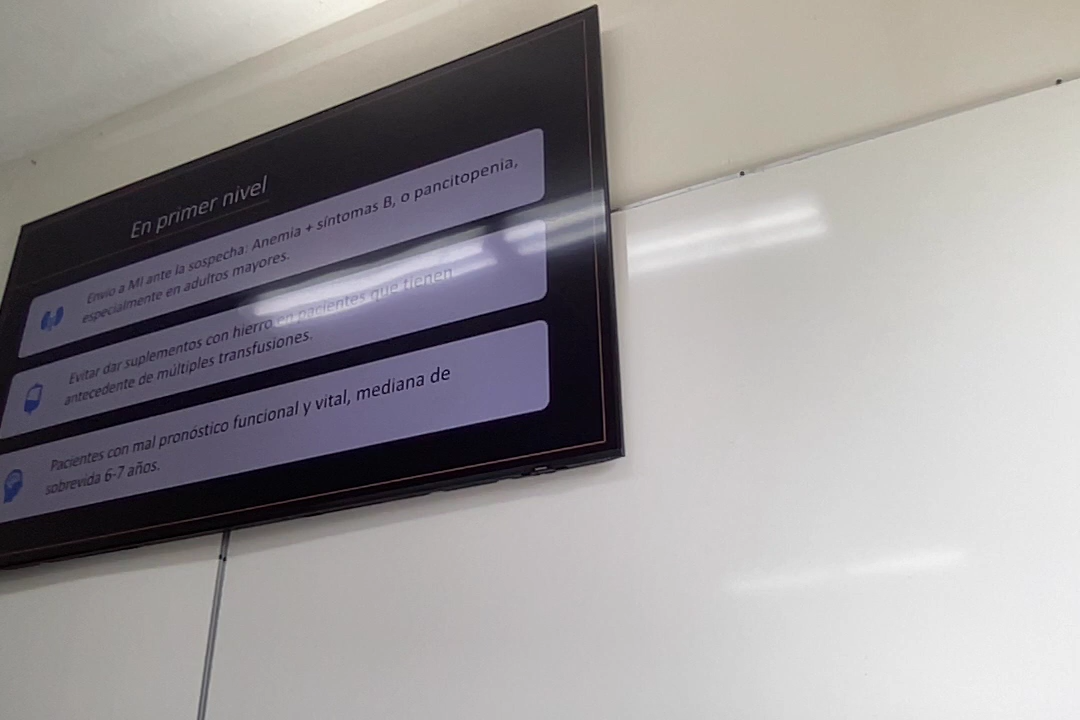 En primer nivel
Envío a MI ante la sospecha: Anemia + síntomas B, o pancitopenia,
especialmente en adultos mayores.
Evitar dar suplementos con hierro en pacientes que tienen
antecedente de múltiples transfusiones.
Pacientes con mal pronóstico funcional y vital, mediana de
sobrevida 6-7 años.